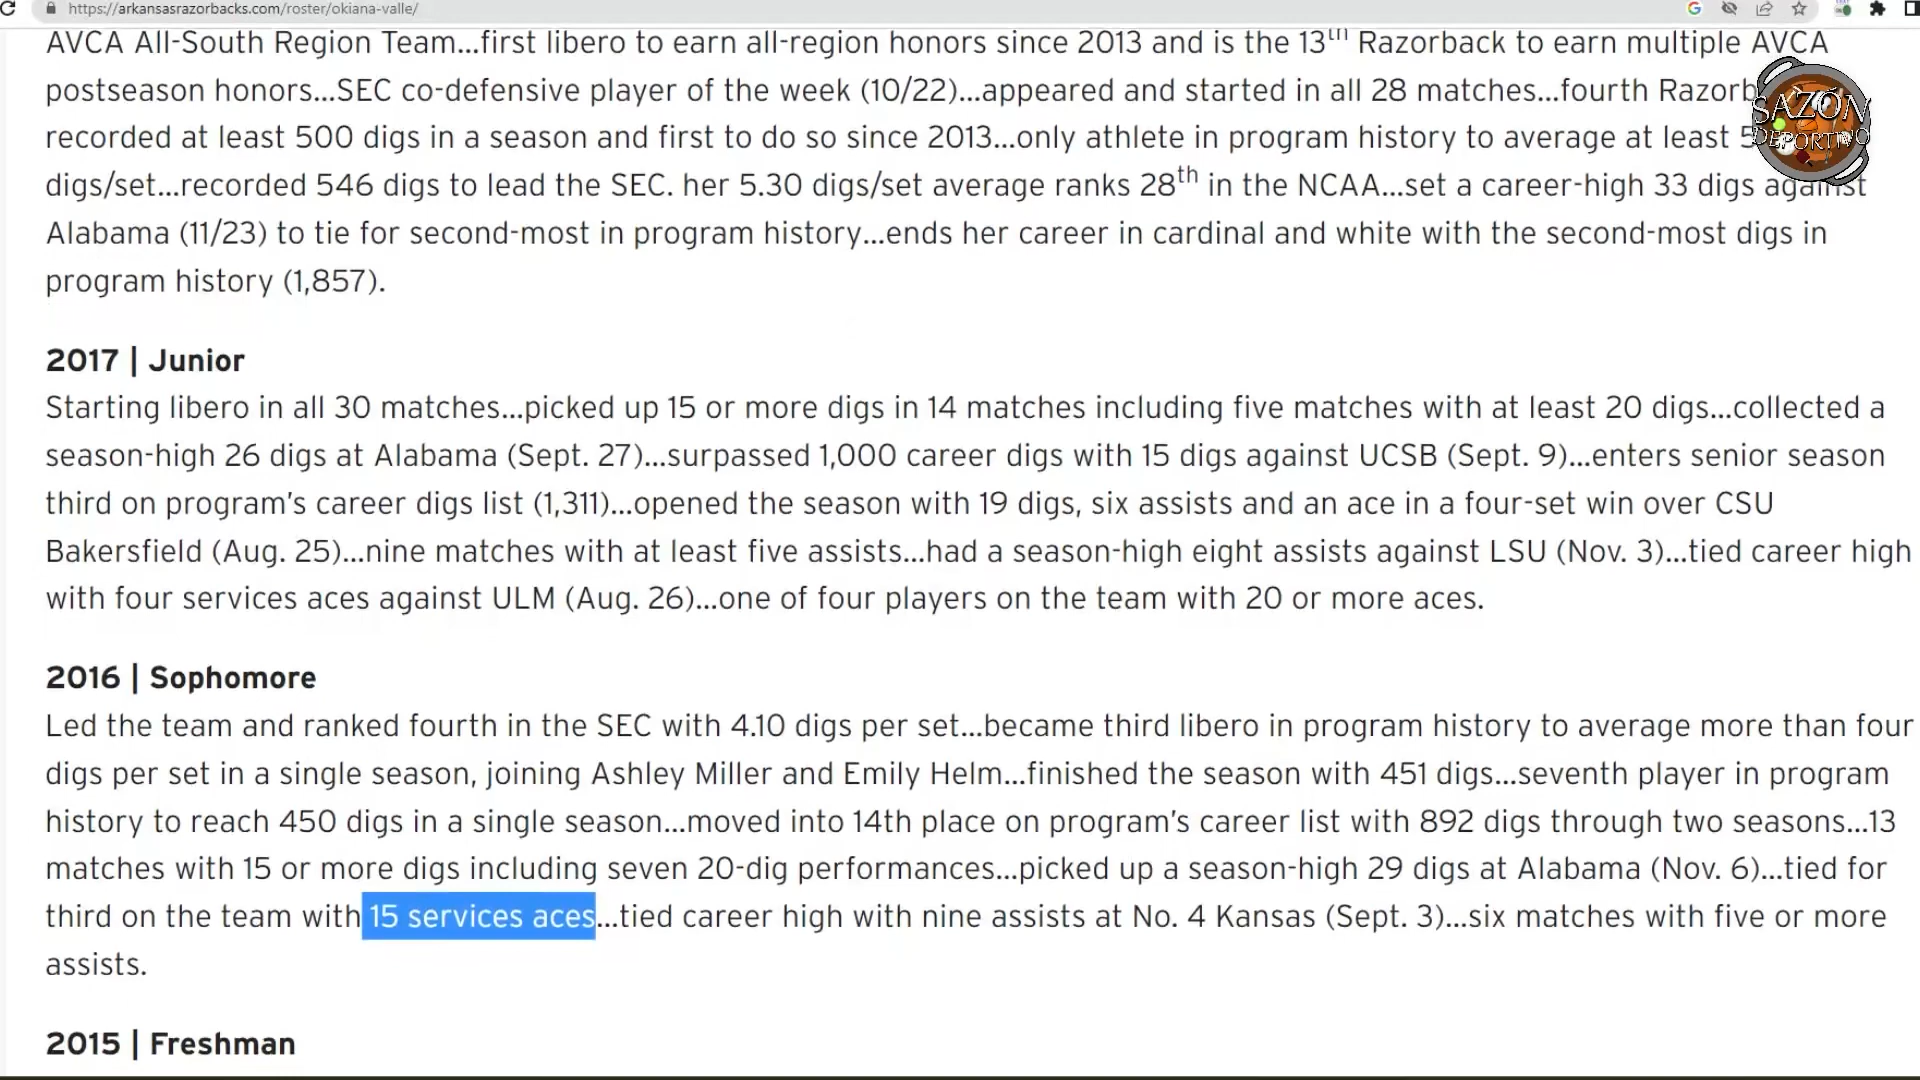 https://arkansasrazorbacks.com/roster/okiana-valle/
AVCA All-South Region Team...first libero to earn all-region honors since 2013 and is the 13th Razorback to earn multiple AVCA
postseason honors...SEC co-defensive player of the week (10/22)...appeared and started in all 28 matches...fourth
recorded at least 500 digs in a season and first to do so since 2013...only athlete in program history to average at least
digs/set...recorded 546 digs to lead the SEC. her 5.30 digs/set average ranks 28th in the NCAA...set a career-high 33 digs against
Alabama (11/23) to tie for second-most in program history...ends her career in cardinal and white with the second-most digs in
program history (1,857).
SAZÓN
DEPORTIVO
2017 | Junior
Starting libero in all 30 matches...picked up 15 or more digs in 14 matches including five matches with at least 20 digs...collected a
season-high 26 digs at Alabama (Sept. 27)...surpassed 1,000 career digs with 15 digs against UCSB (Sept. 9)...enters senior season
third on program's career digs list (1,311)...opened the season with 19 digs, six assists and an ace in a four-set win over CSU
Bakersfield (Aug. 25)...nine matches with at least five assists...had a season-high eight assists against LSU (Nov. 3)...tied career high
with four services aces against ULM (Aug. 26)...one of four players on the team with 20 or more aces.
2016 | Sophomore
Led the team and ranked fourth in the SEC with 4.10 digs per set...became third libero in program history to average more than four
digs per set in a single season, joining Ashley Miller and Emily Helm...finished the season with 451 digs...seventh player in program
history to reach 450 digs in a single season...moved into 14th place on program's career list with 892 digs through two seasons...13
matches with 15 or more digs including seven 20-dig performances...picked up a season-high 29 digs at Alabama (Nov. 6)...tied for
third on the team with 15 services aces...tied career high with nine assists at No. 4 Kansas (Sept. 3)...six matches with five or more
assists.
2015 | Freshman